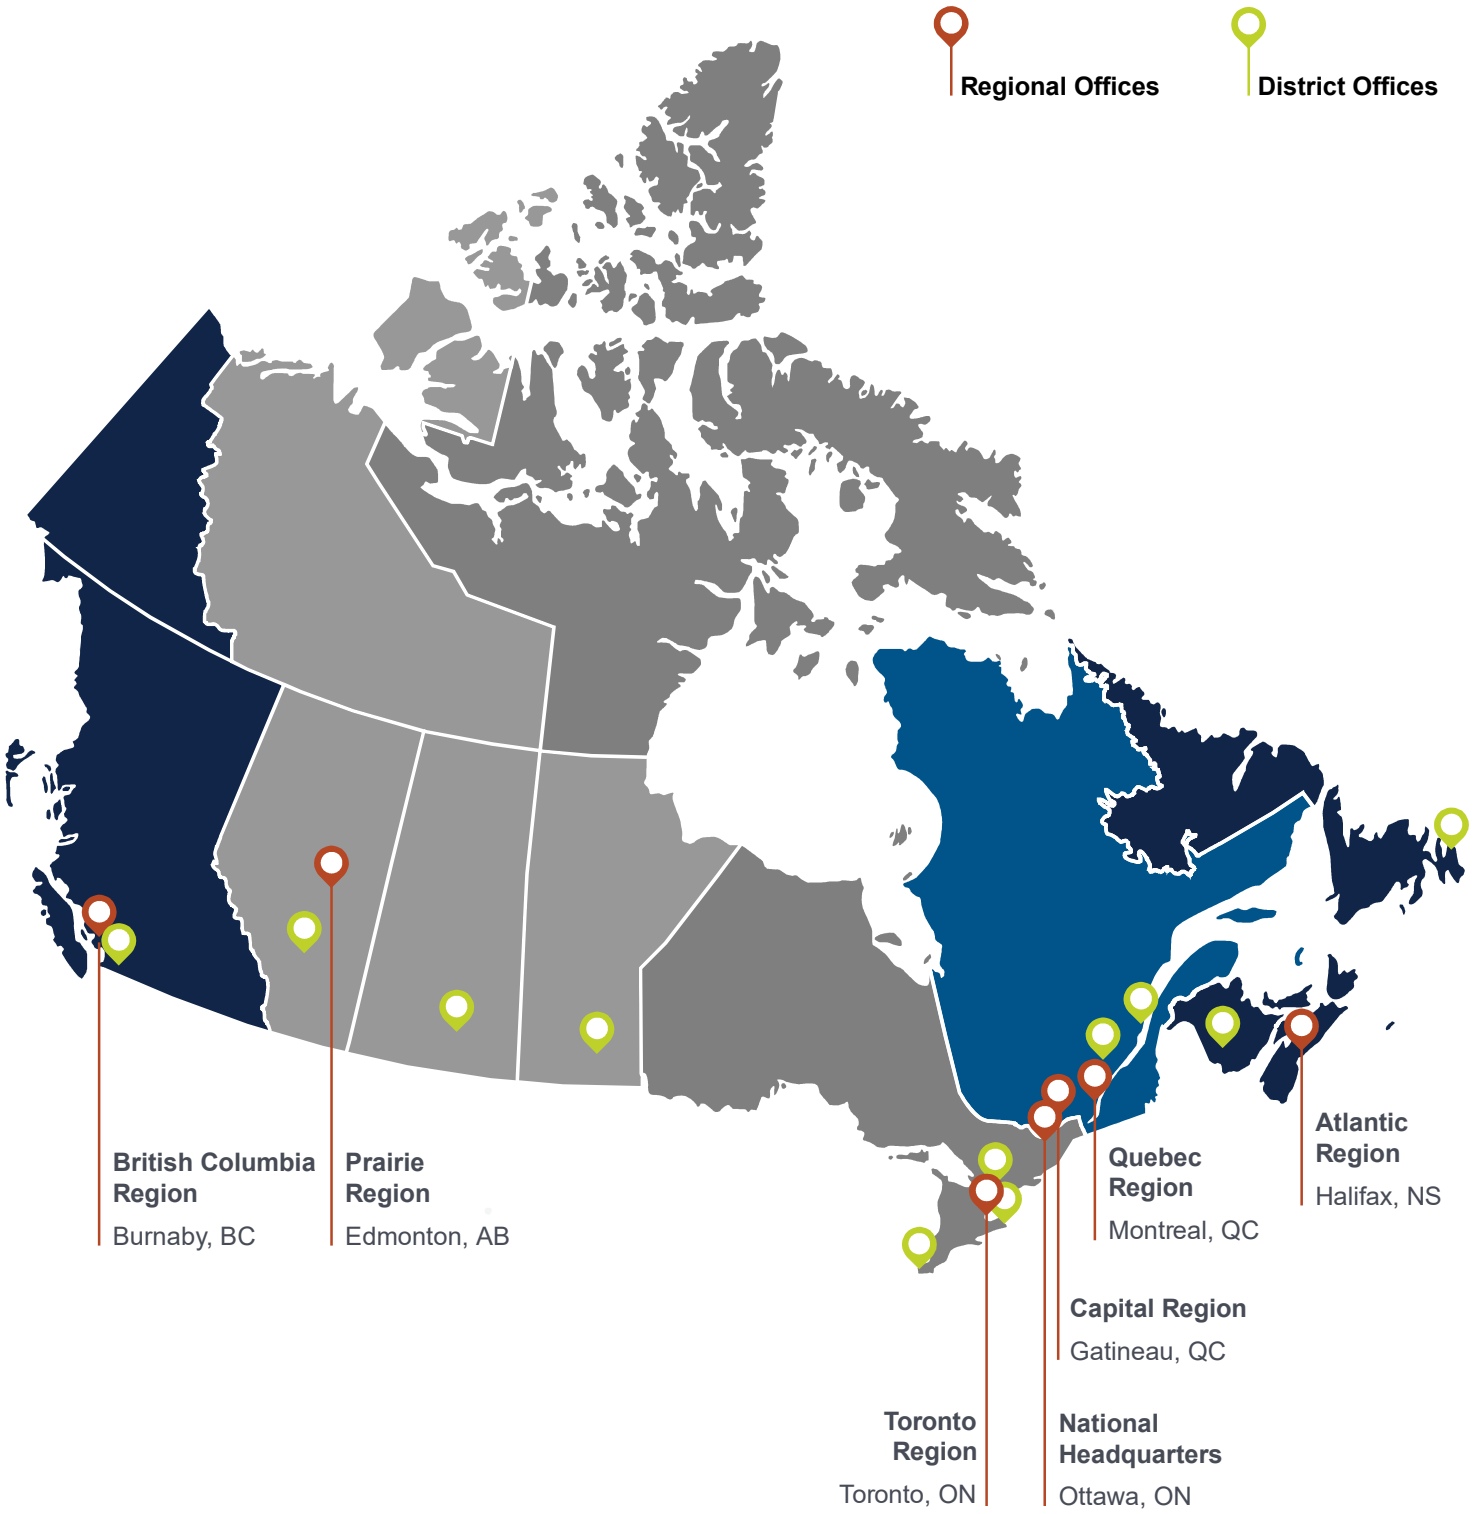 Regional Offices
District Offices
British Columbia
Region
Burnaby, BC
Prairie
Region
Edmonton, AB
Atlantic
Region
Halifax, NS
Quebec
Region
Montreal, QC
Capital Region
Gatineau, QC
Toronto
Region
Toronto, ON
National
Headquarters
Ottawa, ON